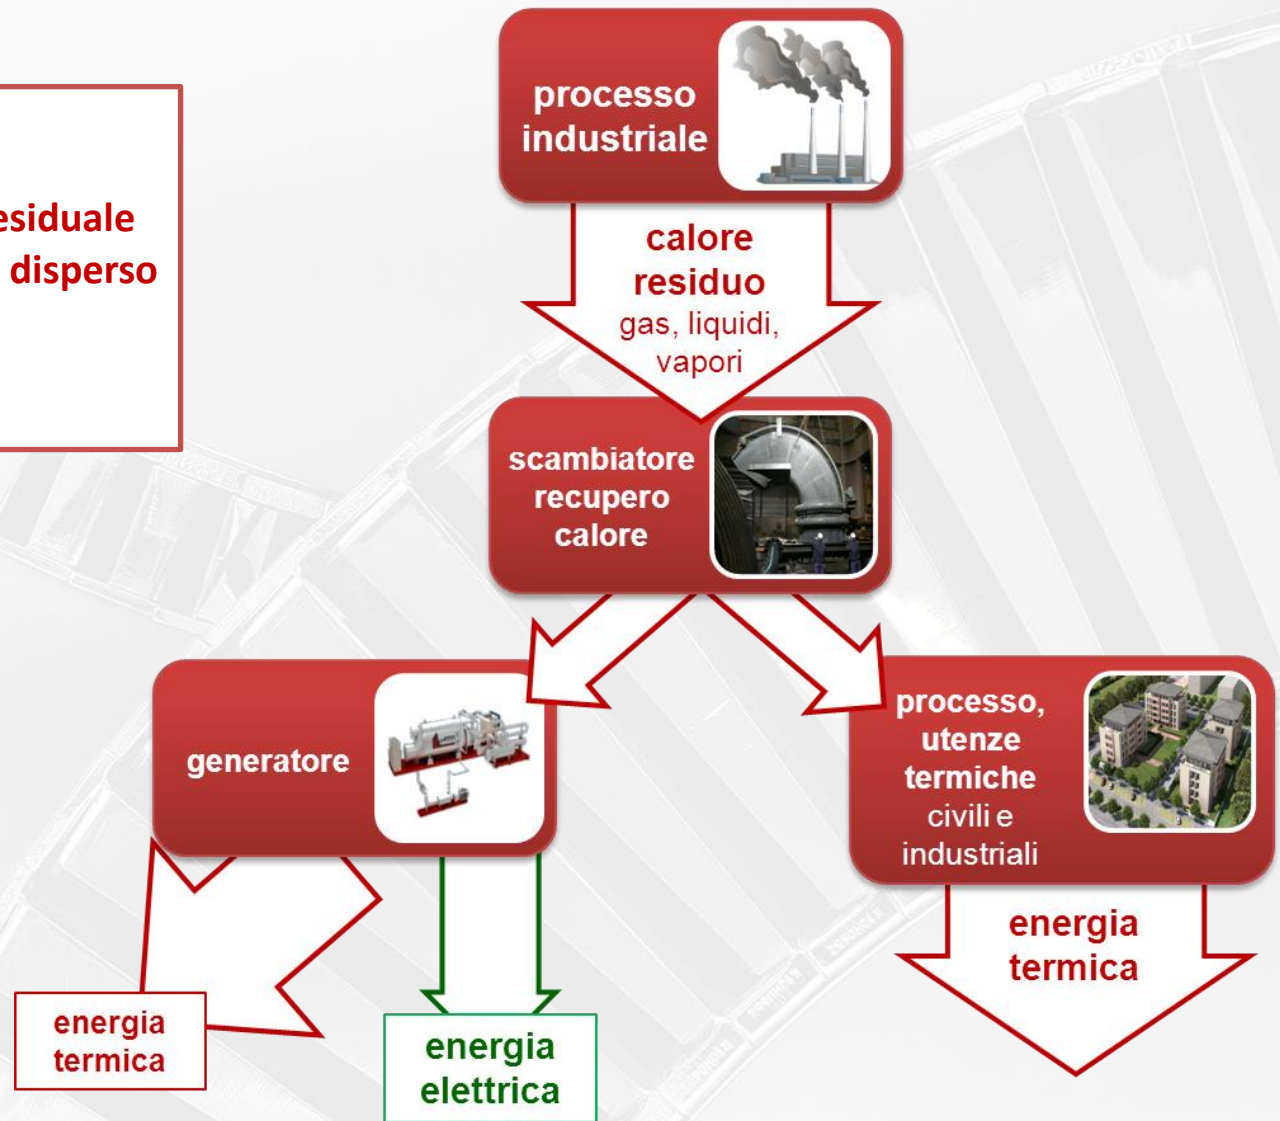 processo
industriale
disperso
calore
residuo
gas, liquidi,
vapori
scambiatore
recupero
calore
generatore
processo,
utenze
termiche
civili e
industriali
energia
termica
energia
termica
energia
elettrica